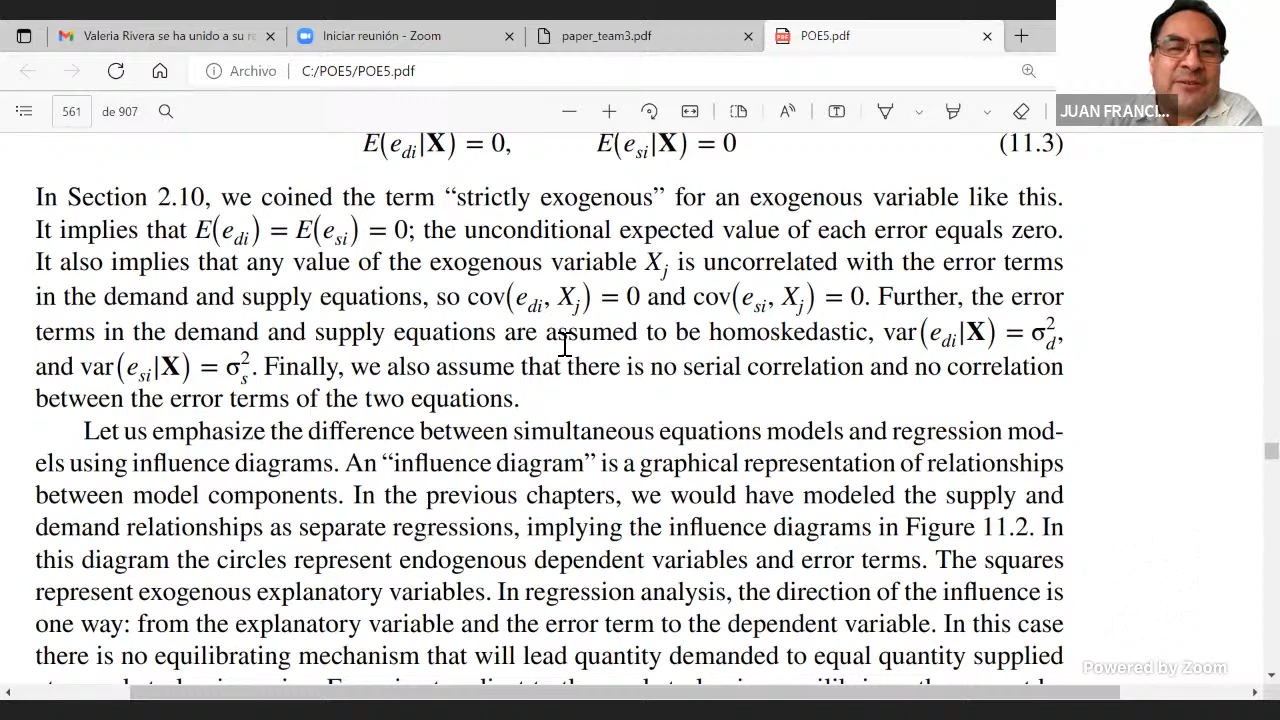 Valeria Rivera se ha unido a su re
Iniciar reunión - Zoom
paper_team3.pdf
POE5.pdf
Archivo
C:/POE5/POE5.pdf
561
de 907
JUAN FRANCI...
E(e_di|X) = 0, E(e_si|X) = 0 (11.3)
In Section 2.10, we coined the term “strictly exogenous” for an exogenous variable like this.
It implies that E(e_di) = E(e_si) = 0; the unconditional expected value of each error equals zero.
It also implies that any value of the exogenous variable X_j is uncorrelated with the error terms
in the demand and supply equations, so cov(e_di, X_j) = 0 and cov(e_si, X_j) = 0. Further, the error
terms in the demand and supply equations are assumed to be homoskedastic, var(e_di|X) = σ²_d,
and var(e_si|X) = σ²_s. Finally, we also assume that there is no serial correlation and no correlation
between the error terms of the two equations.
Let us emphasize the difference between simultaneous equations models and regression mod-
els using influence diagrams. An “influence diagram” is a graphical representation of relationships
between model components. In the previous chapters, we would have modeled the supply and
demand relationships as separate regressions, implying the influence diagrams in Figure 11.2. In
this diagram the circles represent endogenous dependent variables and error terms. The squares
represent exogenous explanatory variables. In regression analysis, the direction of the influence is
one way: from the explanatory variable and the error term to the dependent variable. In this case
there is no equilibrating mechanism that will lead quantity demanded to equal quantity supplied
Powered by Zoom